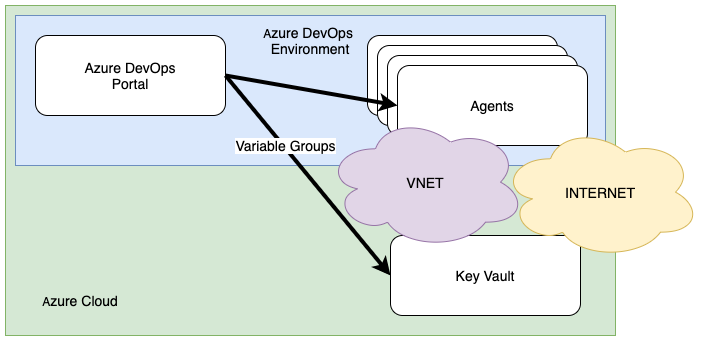 Azure DevOps
Environment
Azure DevOps
Portal
Agents
Variable Groups
VNET
INTERNET
Key Vault
Azure Cloud